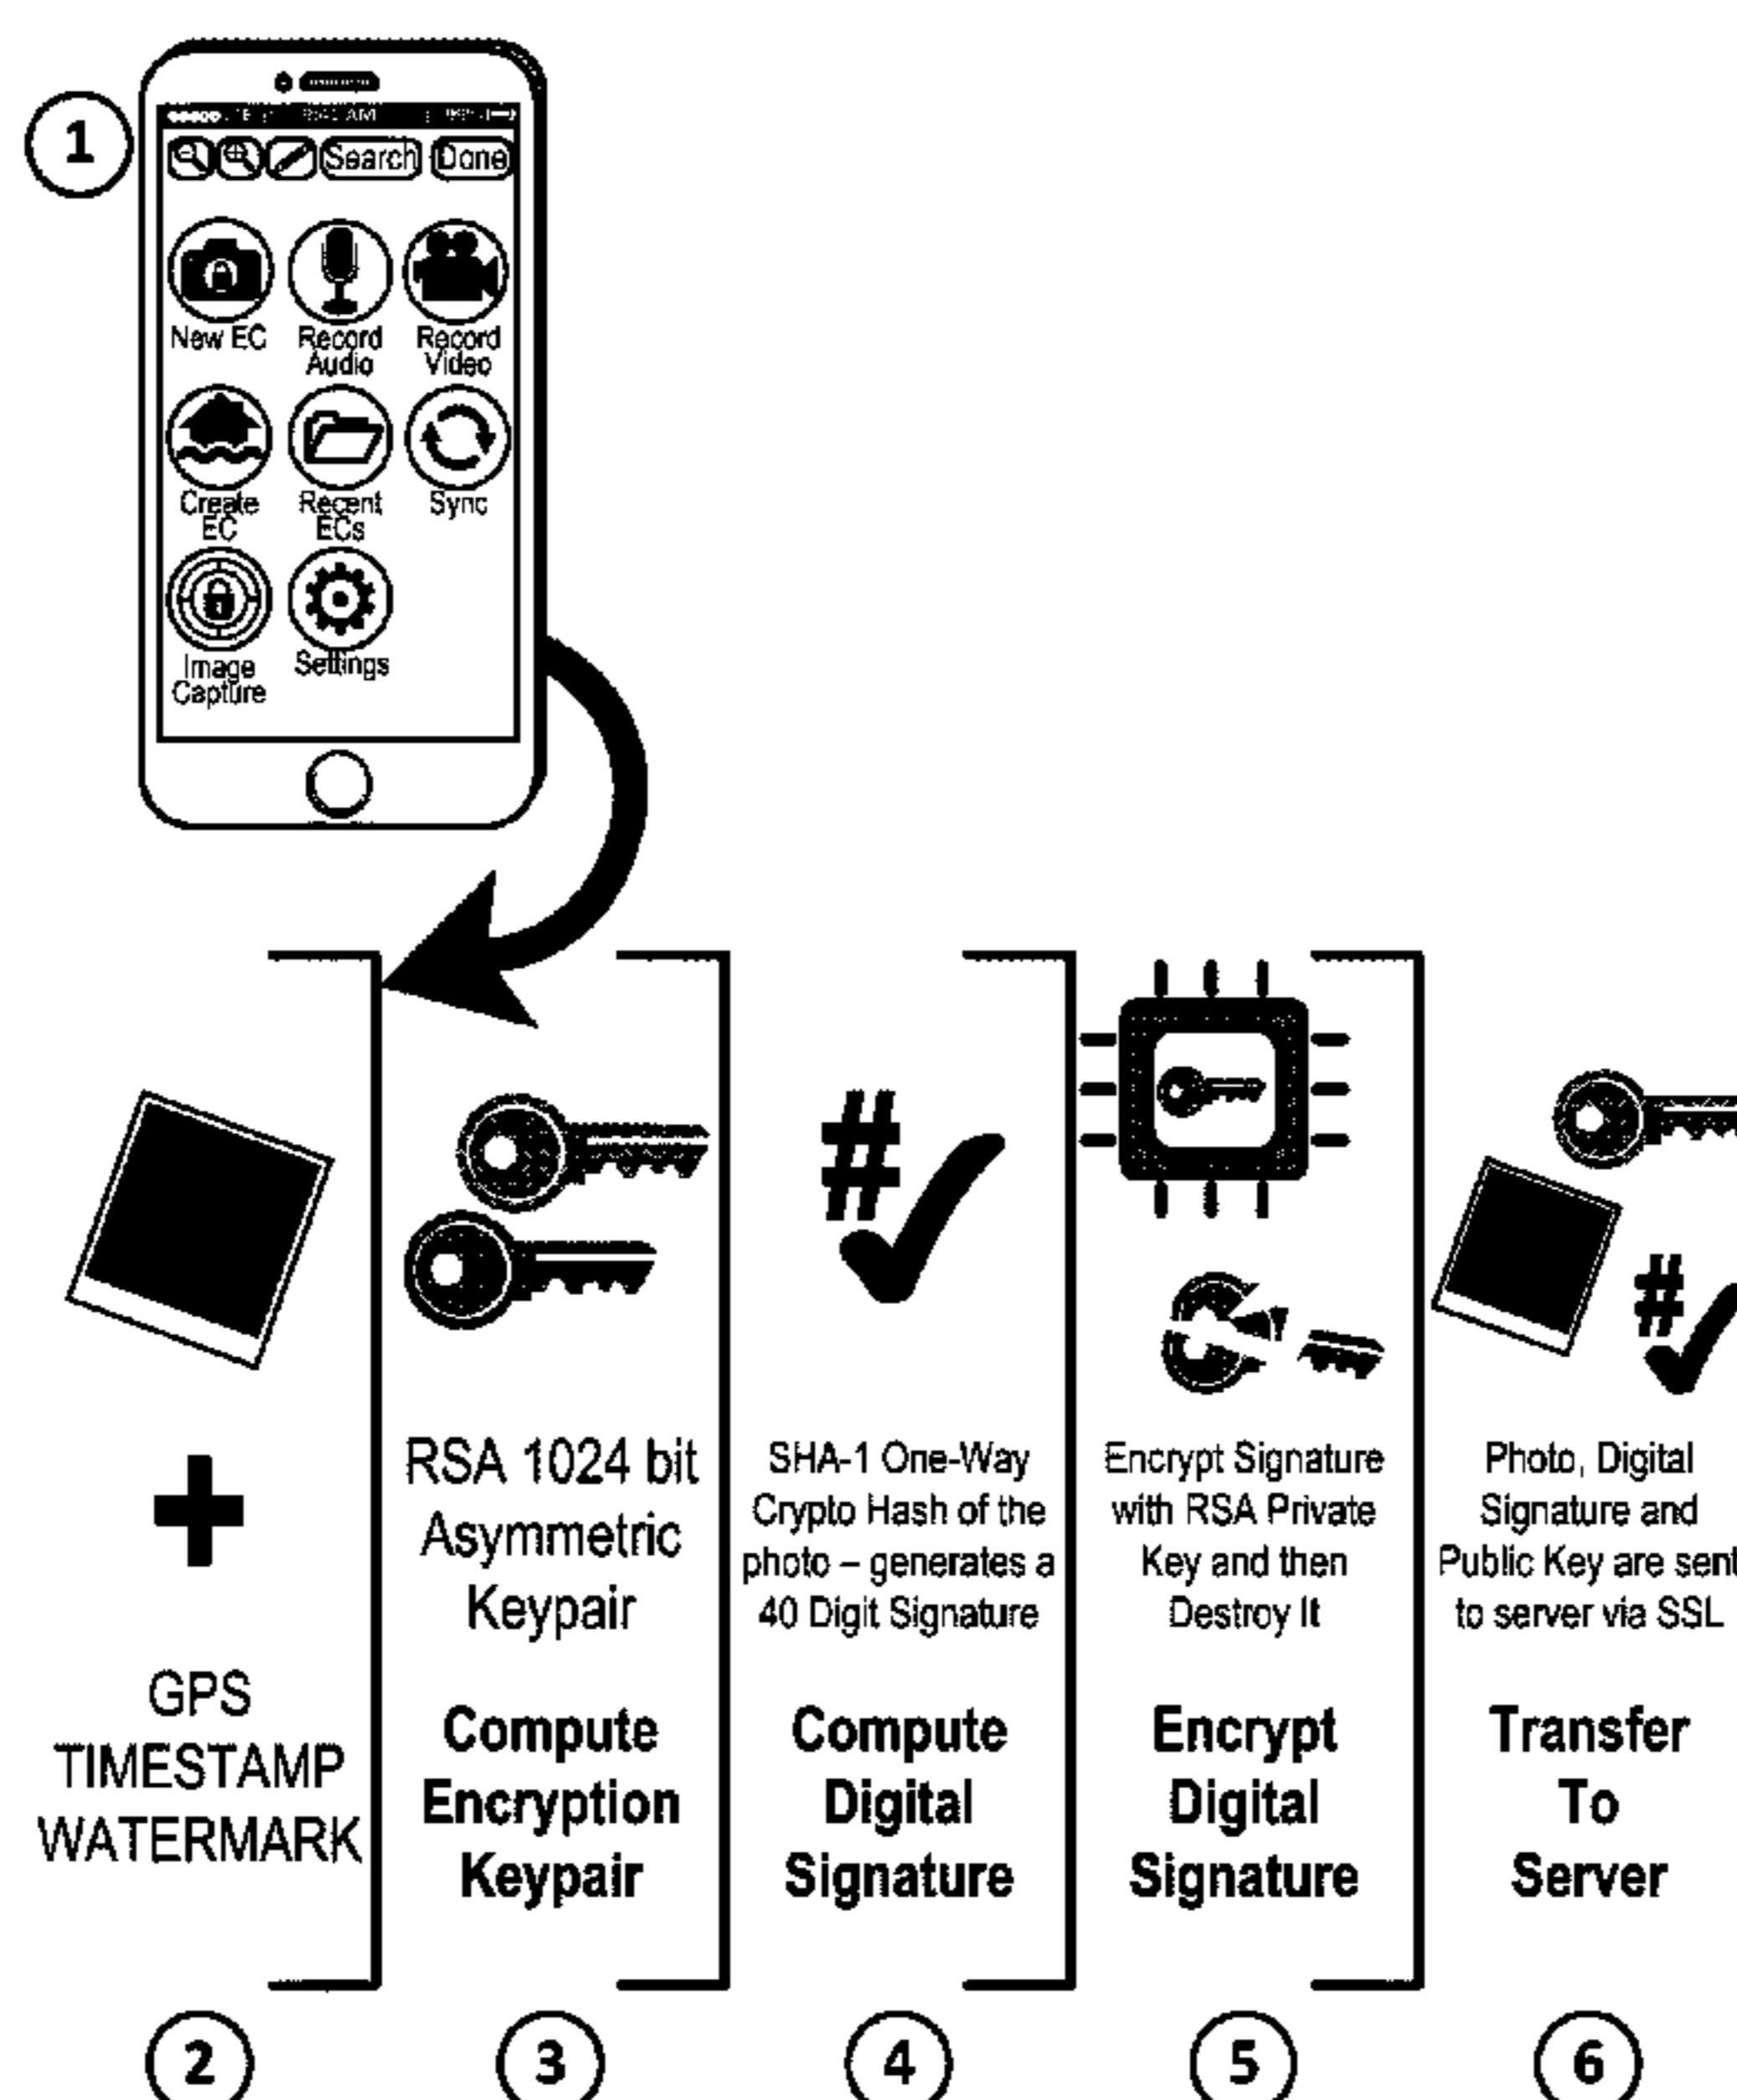 1
Search Done
New EC Record Audio Record Video
Create EC Recent ECs Sync
Image Capture Settings
GPS
TIMESTAMP
WATERMARK
2
RSA 1024 bit
Asymmetric
Keypair
Compute
Encryption
Keypair
3
#
SHA-1 One-Way
Crypto Hash of the
photo – generates a
40 Digit Signature
Compute
Digital
Signature
4
Encrypt Signature
with RSA Private
Key and then
Destroy It
Encrypt
Digital
Signature
5
#
Photo, Digital
Signature and
Public Key are sent
to server via SSL
Transfer
To
Server
6